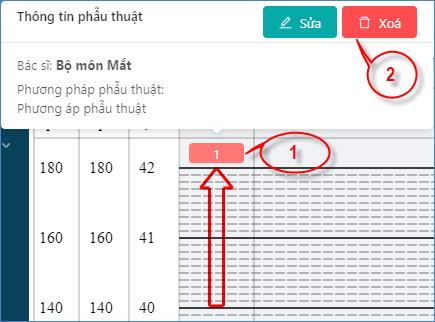 Thông tin phẫu thuật
Sửa
Xoá
2
Bác sĩ: Bộ môn Mắt
Phương pháp phẫu thuật:
Phương áp phẫu thuật
1
1
180 180 42
160 160 41
140 140 40